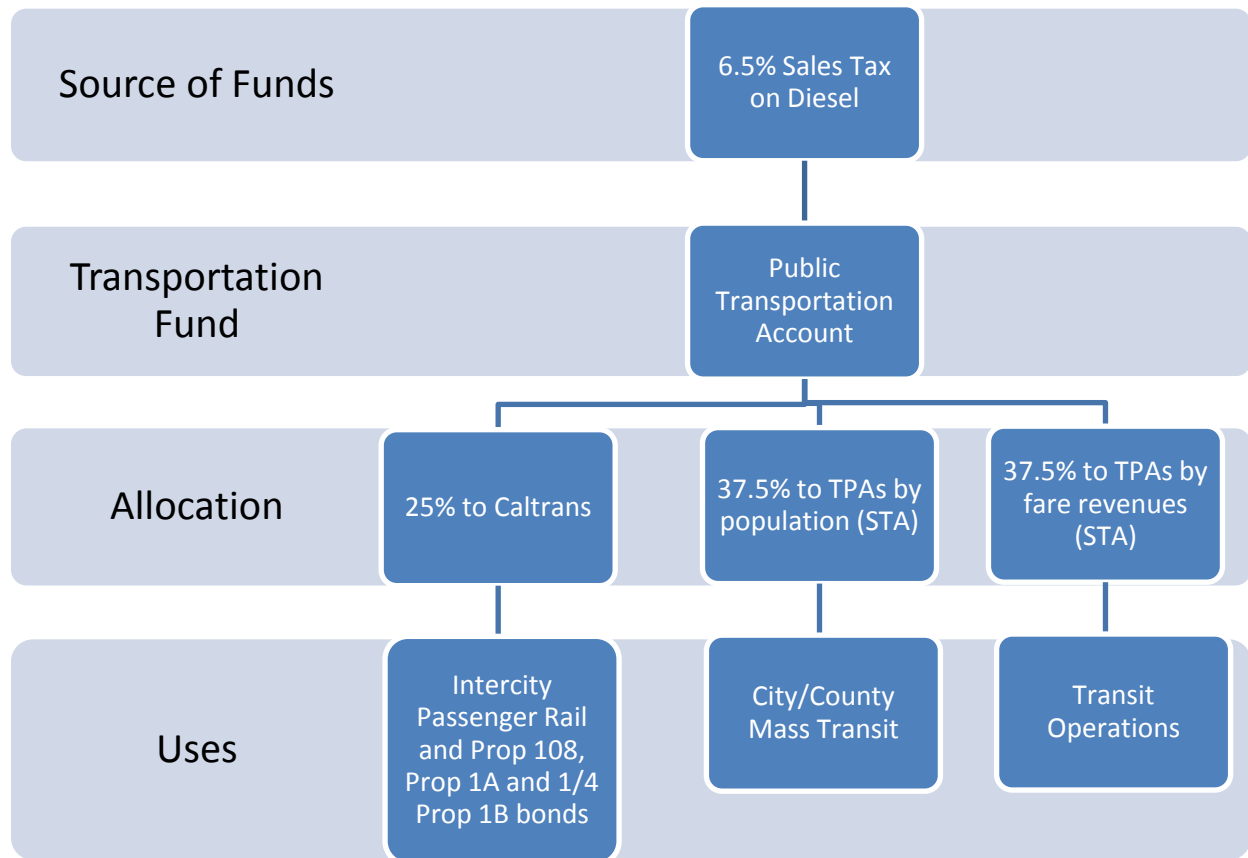 Source of Funds
6.5% Sales Tax
on Diesel
Transportation
Fund
Public
Transportation
Account
Allocation
25% to Caltrans
37.5% to TPAs by
population (STA)
37.5% to TPAs by
fare revenues
(STA)
Uses
Intercity
Passenger Rail
and Prop 108,
Prop 1A and 1/4
Prop 1B bonds
City/County
Mass Transit
Transit
Operations